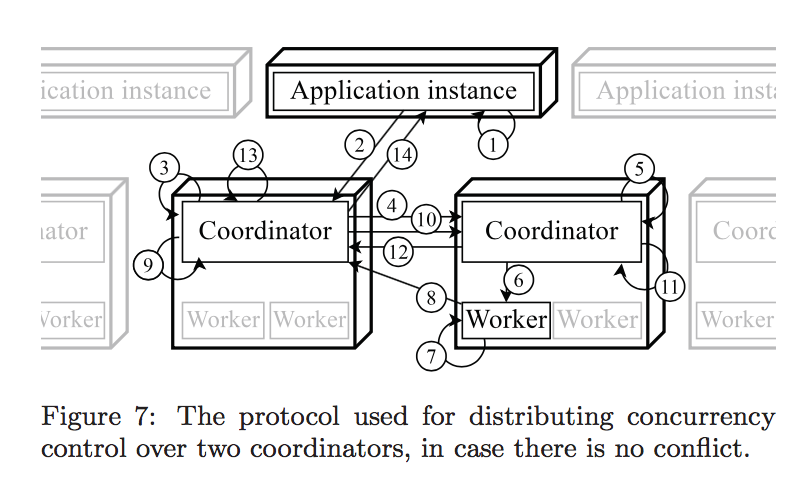 ication instance
Application instance
Application insta
1
2
14
3
13
5
4
10
ator
Coordinator
Coordinator
Coord
12
9
6
11
8
Worker
Worker
Worker
Worker
Worker
Worker
7
Figure 7: The protocol used for distributing concurrency
control over two coordinators, in case there is no conflict.